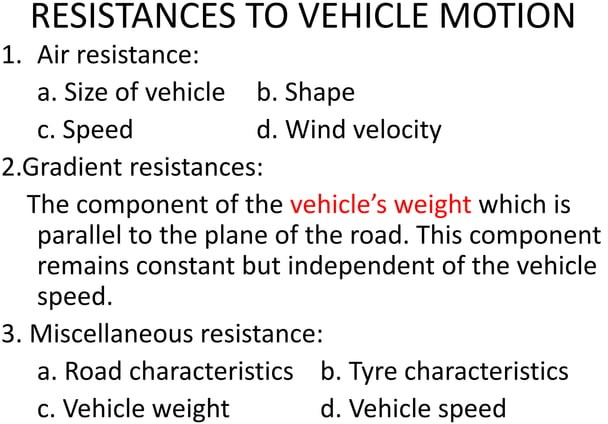 RESISTANCES TO VEHICLE MOTION
1. Air resistance:
a. Size of vehicle b. Shape
c. Speed d. Wind velocity
2.Gradient resistances:
The component of the vehicle's weight which is
parallel to the plane of the road. This component
remains constant but independent of the vehicle
speed.
3. Miscellaneous resistance:
a. Road characteristics b. Tyre characteristics
c. Vehicle weight d. Vehicle speed